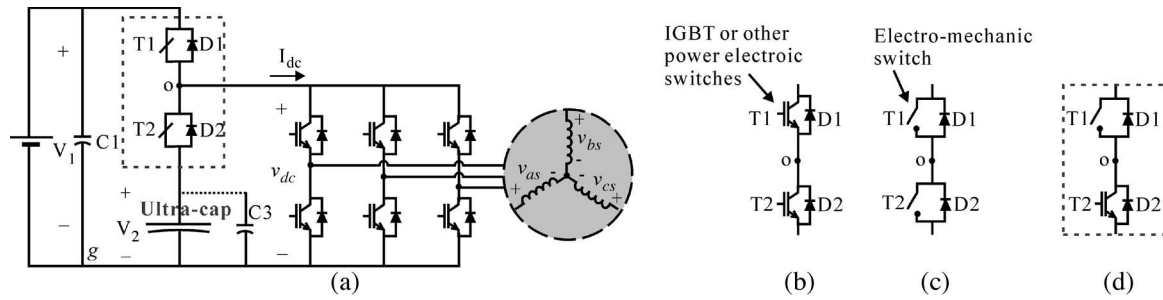 +
T1
D1
I_dc
o
T2
D2
+
V_1
C1
+
v_dc
+
Ultra-cap
C3
V_2
−
−
g
−
(a)
+
v_bs
-
v_as
-
-
v_cs
+
+
IGBT or other
power electroic
switches
T1
D1
o
T2
D2
(b)
Electro-mechanic
switch
T1
D1
o
T2
D2
(c)
T1
D1
o
T2
D2
(d)